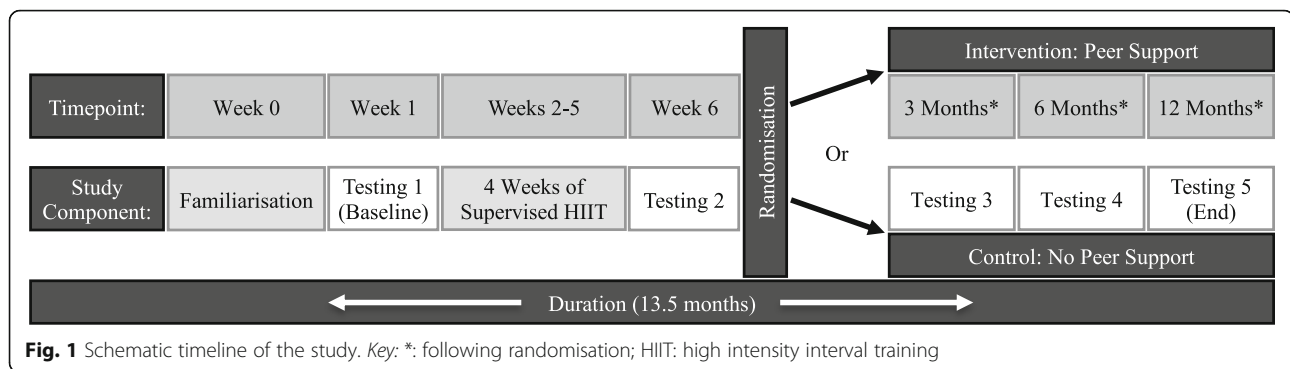 Intervention: Peer Support
Timepoint:
Week 0
Week 1
Weeks 2-5
Week 6
Randomisation
3 Months*
6 Months*
12 Months*
Or
Study
Component:
Familiarisation
Testing 1
(Baseline)
4 Weeks of
Supervised HIIT
Testing 2
Testing 3
Testing 4
Testing 5
(End)
Control: No Peer Support
Duration (13.5 months)
Fig. 1 Schematic timeline of the study. Key: *: following randomisation; HIIT: high intensity interval training